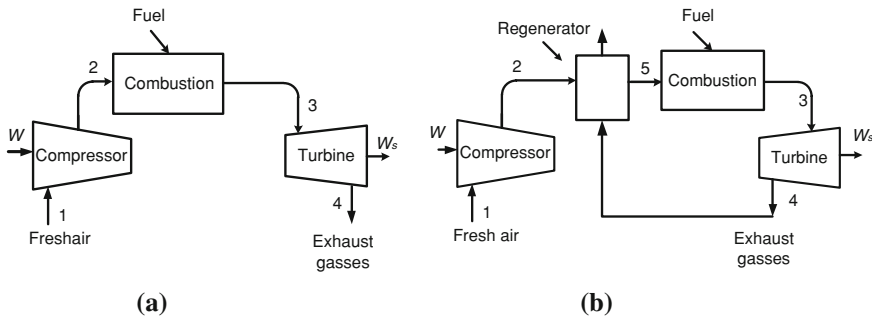 Fuel
2
Combustion
3
W
Compressor
Turbine
Ws
1
4
Freshair
Exhaust
gasses
(a)
Fuel
Regenerator
2
5
Combustion
3
W
Compressor
Turbine
Ws
1
4
Fresh air
Exhaust
gasses
(b)